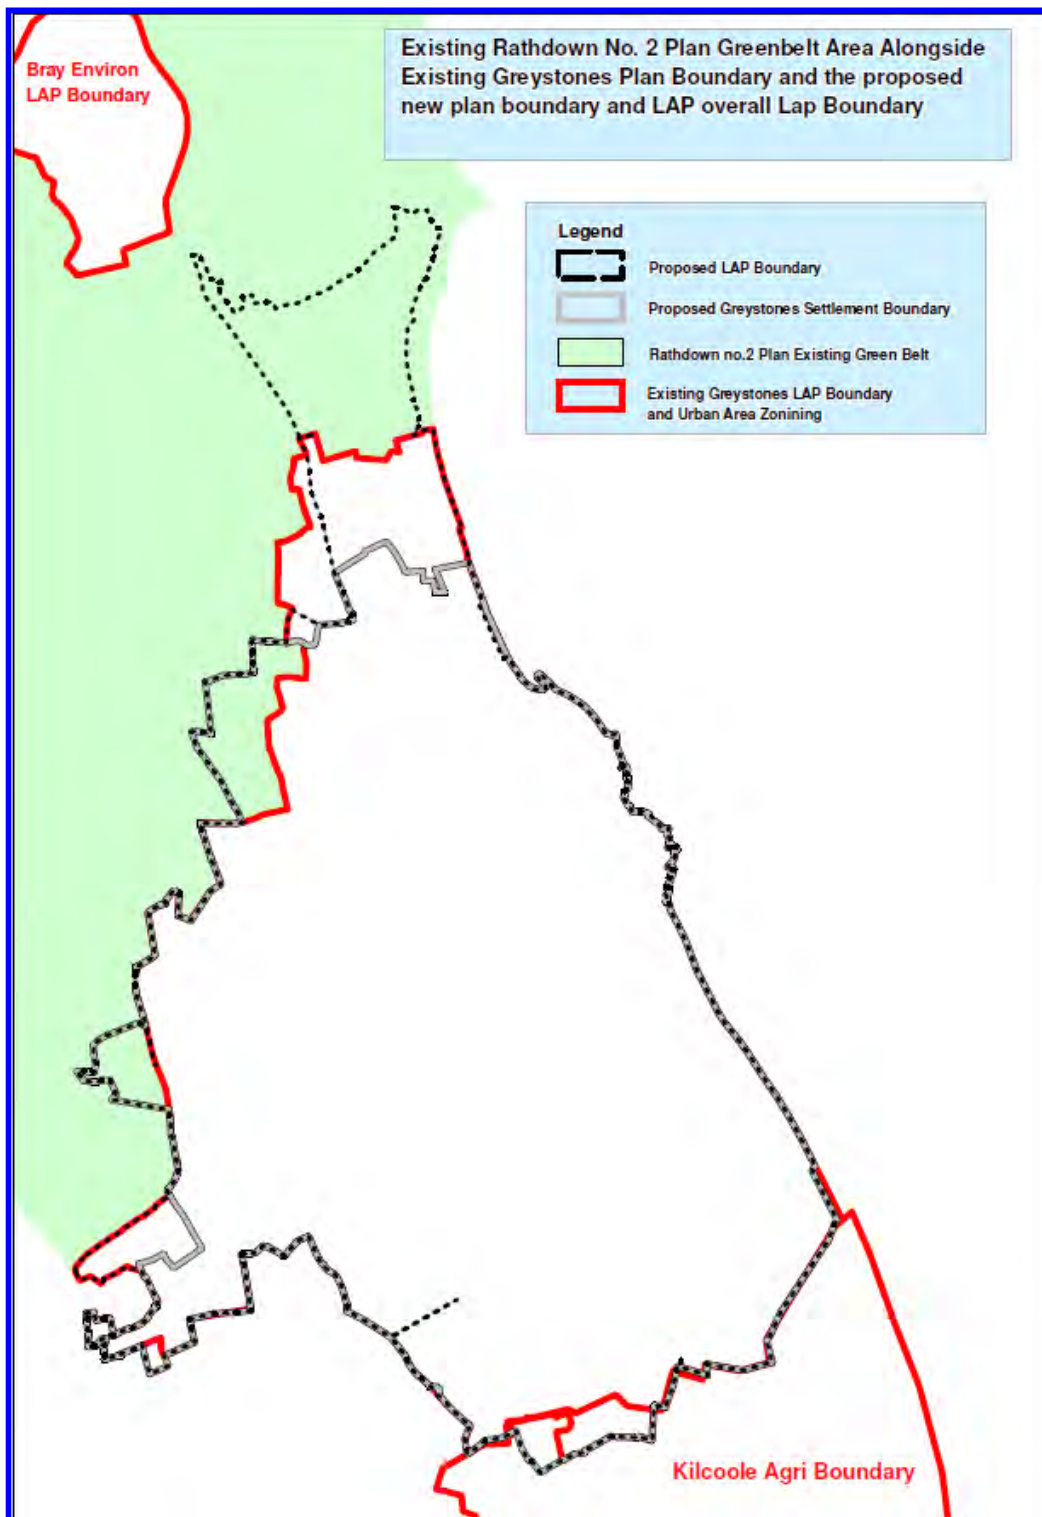 Existing Rathdown No. 2 Plan Greenbelt Area Alongside
Existing Greystones Plan Boundary and the proposed
new plan boundary and LAP overall Lap Boundary
Bray Environ
LAP Boundary
Legend
Proposed LAP Boundary
Proposed Greystones Settlement Boundary
Rathdown no.2 Plan Existing Green Belt
Existing Greystones LAP Boundary
and Urban Area Zonining
Kilcoole Agri Boundary